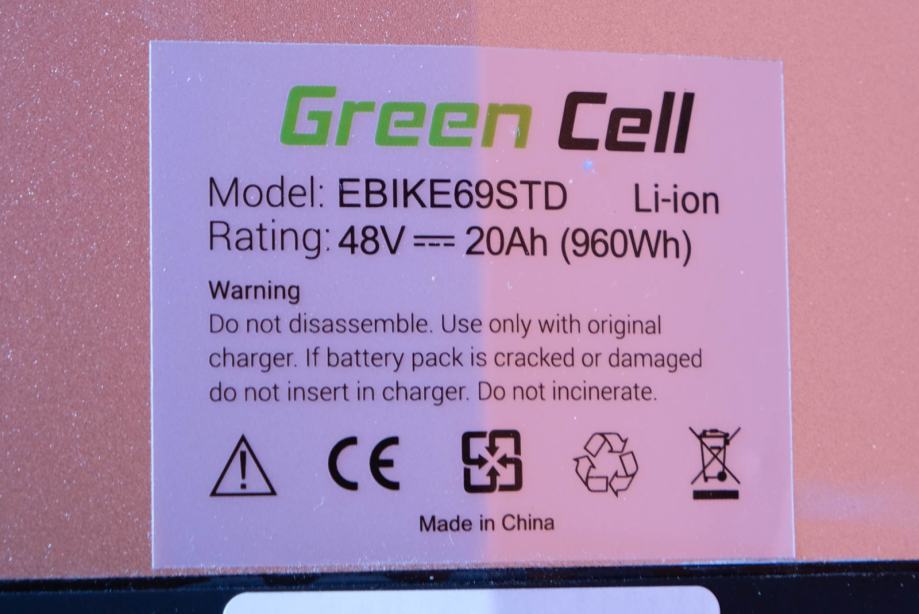 Green Cell
Model: EBIKE69STD Li-ion
Rating: 48V ⎓ 20Ah (960Wh)
Warning
Do not disassemble. Use only with original
charger. If battery pack is cracked or damaged
do not insert in charger. Do not incinerate.
CE
Made in China